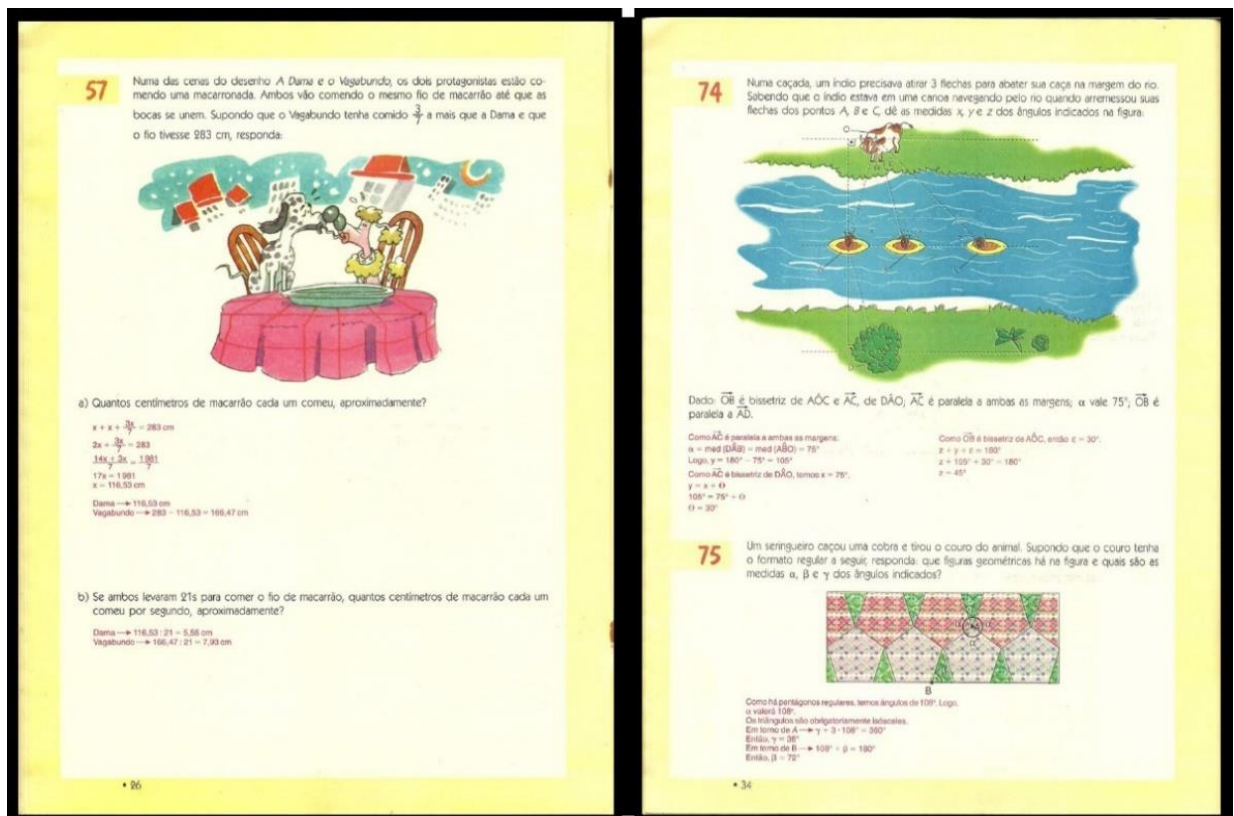 57
Numa das cenas do desenho A Dama e o Vagabundo, os dois protagonistas estão co-
mendo uma macarronada. Ambos vão comendo o mesmo fio de macarrão até que as
bocas se unem. Supondo que o Vagabundo tenha comido 3/7 a mais que a Dama e que
o fio tivesse 283 cm, responda:
a) Quantos centímetros de macarrão cada um comeu, aproximadamente?
x + x + 3x/7 = 283 cm
2x + 3x/7 = 283
14x + 3x/7 = 1981/7
17x = 1981
x = 116,53 cm
Dama → 116,53 cm
Vagabundo → 283 - 116,53 = 166,47 cm
b) Se ambos levaram 21s para comer o fio de macarrão, quantos centímetros de macarrão cada um
comeu por segundo, aproximadamente?
Dama → 116,53 : 21 = 5,55 cm
Vagabundo → 166,47 : 21 = 7,93 cm
• 26
74
Numa caçada, um índio precisava atirar 3 flechas para abater sua caça na margem do rio.
Sabendo que o índio estava em uma canoa navegando pelo rio quando arremessou suas
flechas dos pontos A, B e C, dê as medidas x, y e z dos ângulos indicados na figura:
Dado: OB é bissetriz de AÔC e AC, de DÂO; AC é paralela a ambas as margens; α vale 75°; OB é
paralela a AD.
Como AC é paralela a ambas as margens:
α = med (DÂB) = med (ABO) = 75°
Logo, y = 180° - 75° = 105°
Como AC é bissetriz de DÂO, temos x = 75°.
y = x + Θ
105° = 75° + Θ
Θ = 30°
Como OB é bissetriz de AÔC, então ε = 30°.
z + y + ε = 180°
z + 105° + 30° = 180°
z = 45°
75
Um seringueiro caçou uma cobra e tirou o couro do animal. Supondo que o couro tenha
o formato regular a seguir, responda: que figuras geométricas há na figura e quais são as
medidas α, β e γ dos ângulos indicados?
B
Como há pentágonos regulares, temos ângulos de 108°. Logo,
α valerá 108°.
Os triângulos são obrigatoriamente isósceles.
Em torno de A → γ + 3 · 108° = 360°
Então, γ = 36°
Em torno de B → 108° + β = 180°
Então, β = 72°
• 34